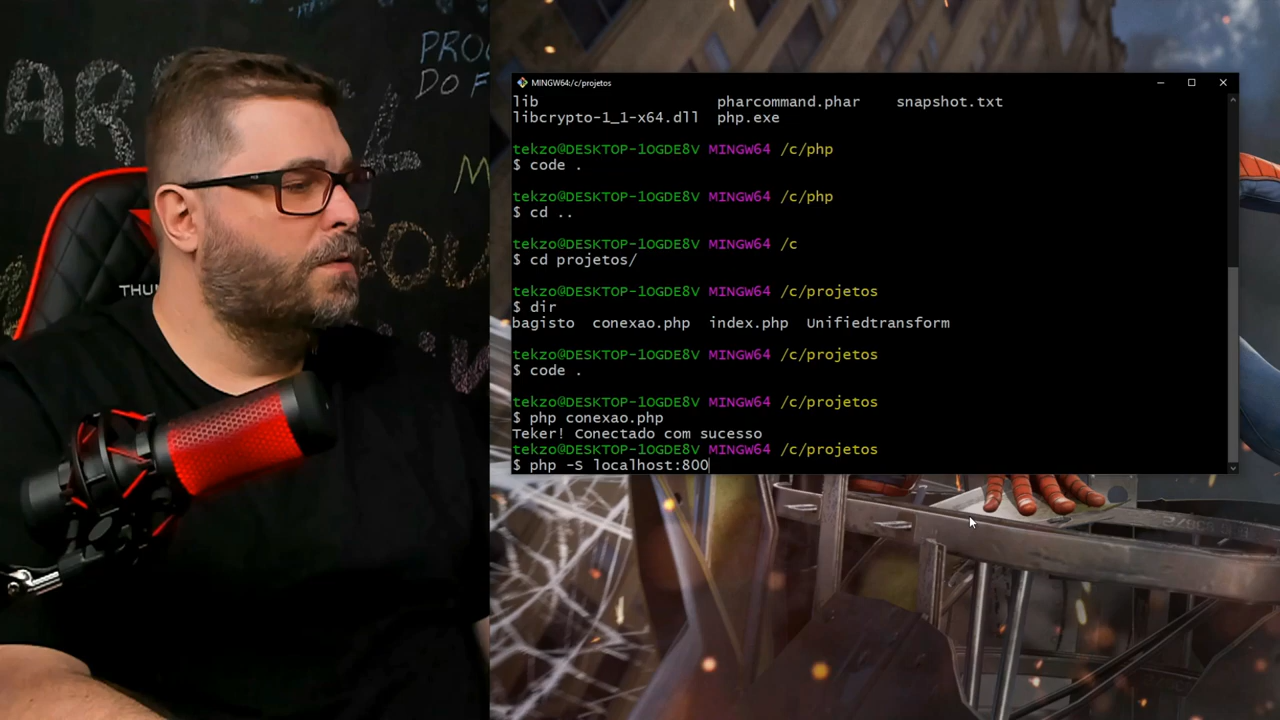 PROC
DO F
THU
MINGW64:/c/projetos
lib pharcommand.phar snapshot.txt
libcrypto-1_1-x64.dll php.exe
tekzo@DESKTOP-1OGDE8V MINGW64 /c/php
$ code .
tekzo@DESKTOP-1OGDE8V MINGW64 /c/php
$ cd ..
tekzo@DESKTOP-1OGDE8V MINGW64 /c
$ cd projetos/
tekzo@DESKTOP-1OGDE8V MINGW64 /c/projetos
$ dir
bagisto conexao.php index.php Unifiedtransform
tekzo@DESKTOP-1OGDE8V MINGW64 /c/projetos
$ code .
tekzo@DESKTOP-1OGDE8V MINGW64 /c/projetos
$ php conexao.php
Teker! Conectado com sucesso
tekzo@DESKTOP-1OGDE8V MINGW64 /c/projetos
$ php -S localhost:800